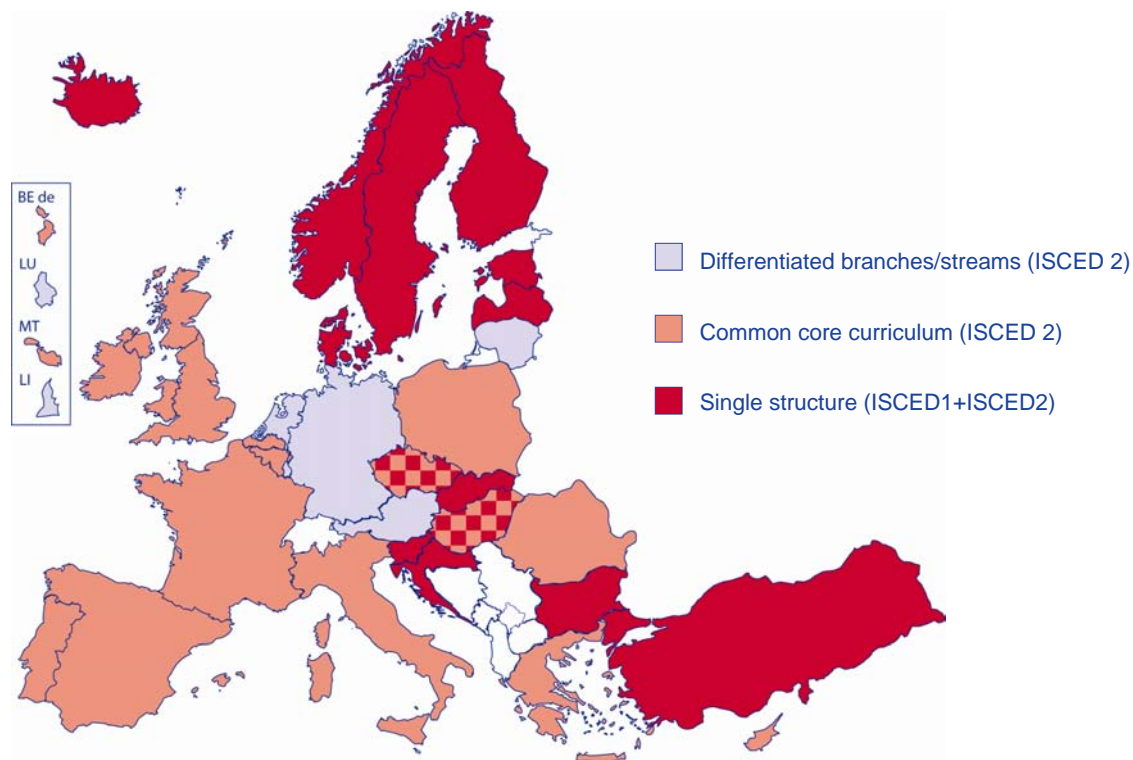 BE de
LU
MT
LI
Differentiated branches/streams (ISCED 2)
Common core curriculum (ISCED 2)
Single structure (ISCED1+ISCED2)